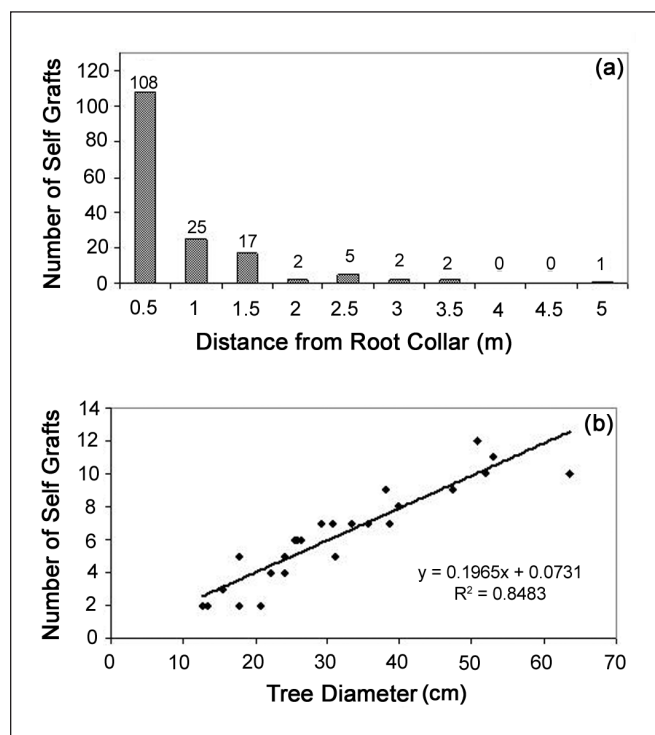 (a)
Number of Self Grafts
120
100
80
60
40
20
0
108
25
17
2
5
2
2
0
0
1
0.5 1 1.5 2 2.5 3 3.5 4 4.5 5
Distance from Root Collar (m)
(b)
Number of Self Grafts
14
12
10
8
6
4
2
0
y = 0.1965x + 0.0731
R² = 0.8483
0 10 20 30 40 50 60 70
Tree Diameter (cm)